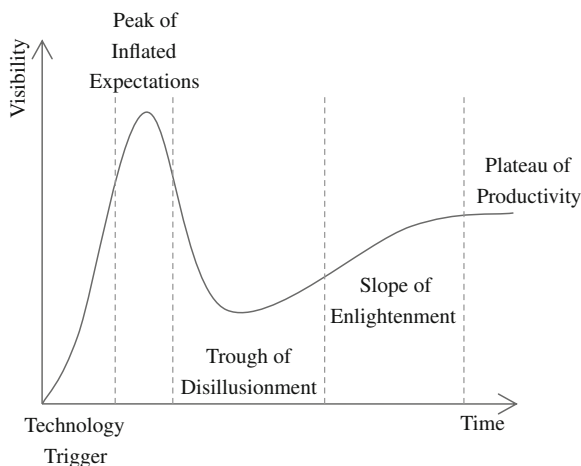 Peak of
Inflated
Expectations
Visibility
Plateau of
Productivity
Slope of
Enlightenment
Trough of
Disillusionment
Time
Technology
Trigger